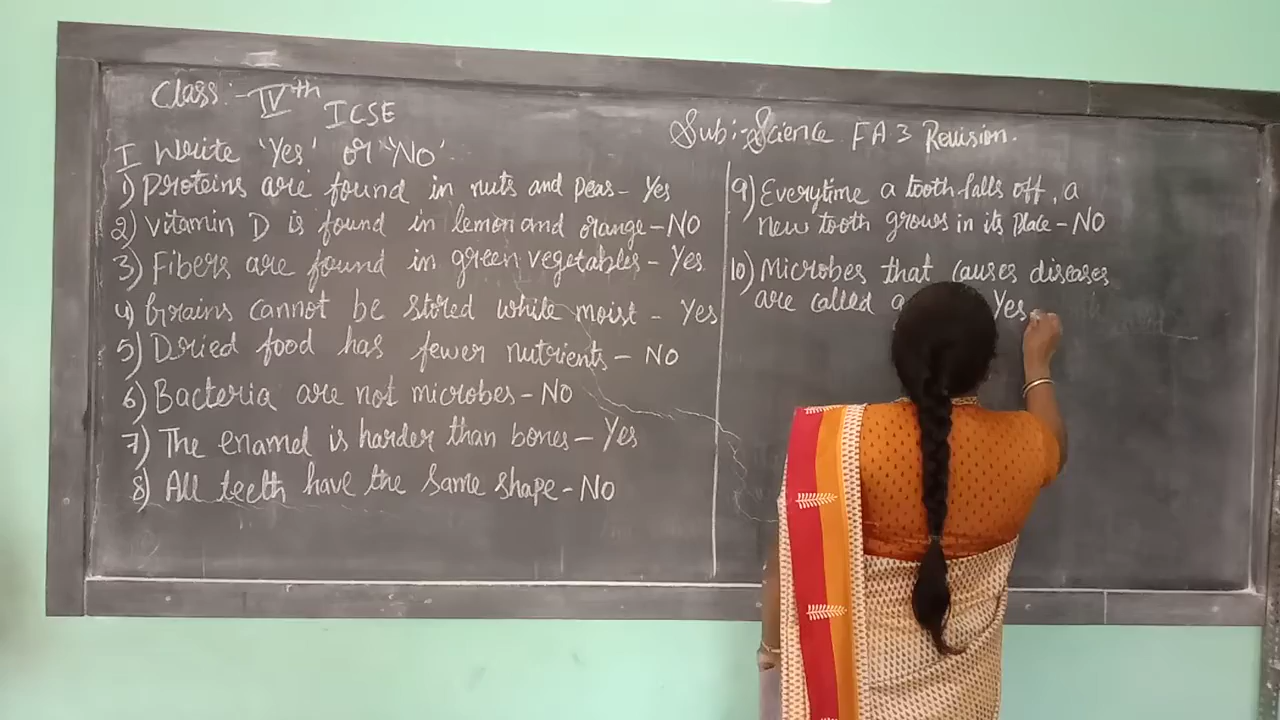 Class:- IVth
ICSE
Sub:- Science FA3 Revision.
I Write 'Yes' or 'No'.
1) Proteins are found in nuts and peas - Yes
2) Vitamin D is found in lemon and orange - NO
3) Fibers are found in green vegetables - Yes
4) Grains cannot be stored while moist - Yes
5) Dried food has fewer nutrients - No
6) Bacteria are not microbes - No
7) The enamel is harder than bones - Yes
8) All teeth have the same shape - No
9) Everytime a tooth falls off, a
new tooth grows in its place - NO
10) Microbes that causes diseases
are called Yes